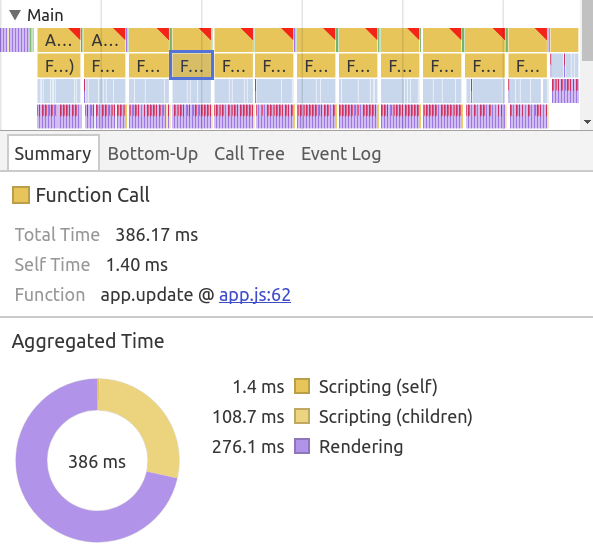 ▼ Main
A... A...
F...) F... F... F... F... F... F... F... F... F... F... F...
Summary Bottom-Up Call Tree Event Log
Function Call
Total Time 386.17 ms
Self Time 1.40 ms
Function app.update @ app.js:62
Aggregated Time
1.4 ms Scripting (self)
108.7 ms Scripting (children)
276.1 ms Rendering
386 ms